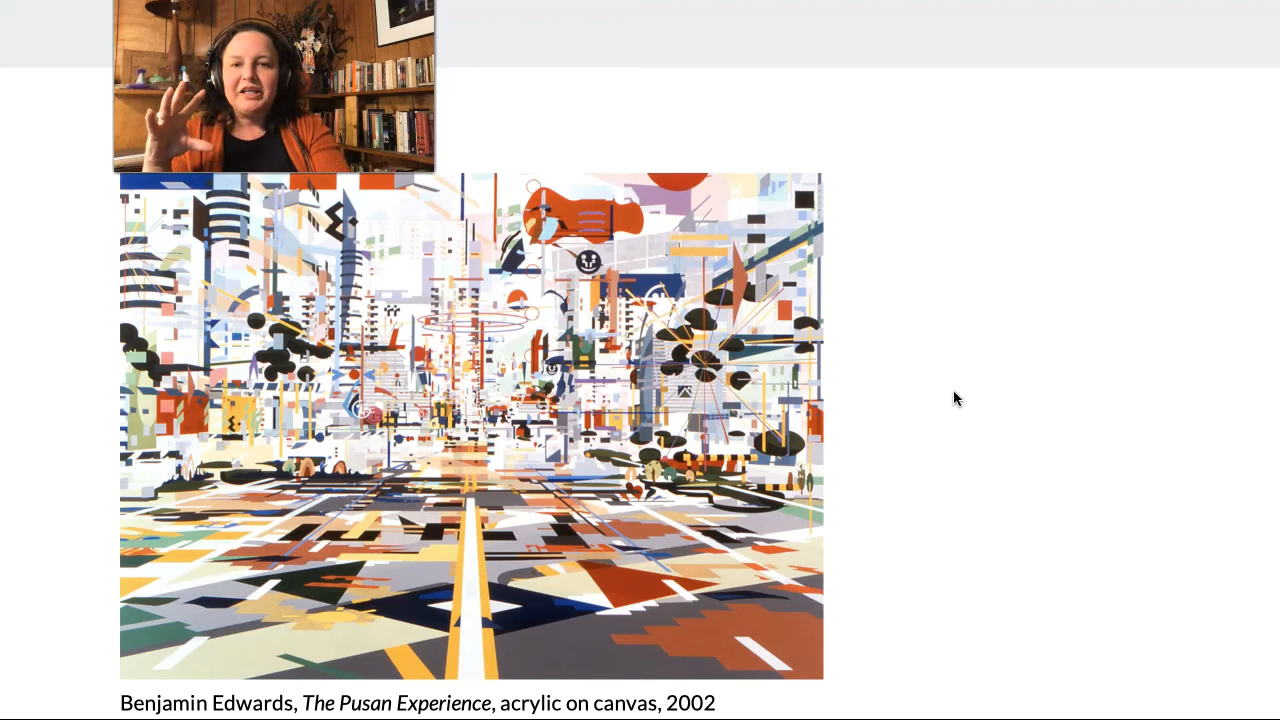 Benjamin Edwards, The Pusan Experience, acrylic on canvas, 2002